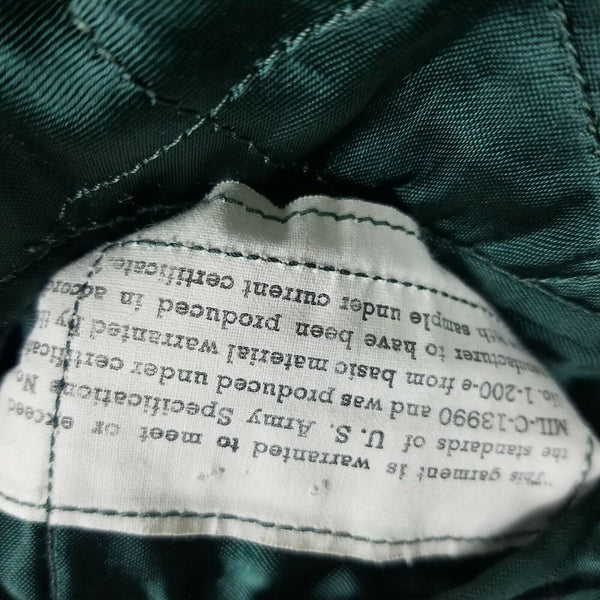 "This garment is warranted to meet or exceed
the standards of U. S. Army Specifications No.
MIL-C-13990 and was produced under certificate
No. 1-200-e from basic material warranted by
manufacturer to have been produced in accord
with sample under current certificate."